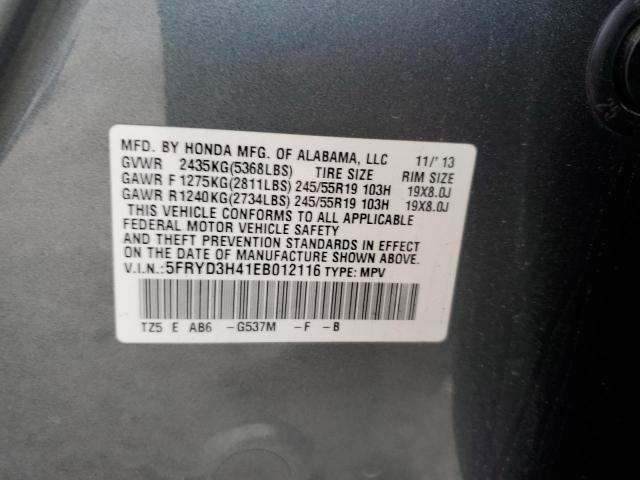 MFD. BY HONDA MFG. OF ALABAMA, LLC 11/'13
GVWR 2435KG(5368LBS) TIRE SIZE RIM SIZE
GAWR F 1275KG(2811LBS) 245/55R19 103H 19X8.0J
GAWR R1240KG(2734LBS) 245/55R19 103H 19X8.0J
THIS VEHICLE CONFORMS TO ALL APPLICABLE
FEDERAL MOTOR VEHICLE SAFETY
AND THEFT PREVENTION STANDARDS IN EFFECT
ON THE DATE OF MANUFACTURE SHOWN ABOVE.
V.I.N.:5FRYD3H41EB012116 TYPE: MPV
TZ5 E AB6 -G537M -F -B
25